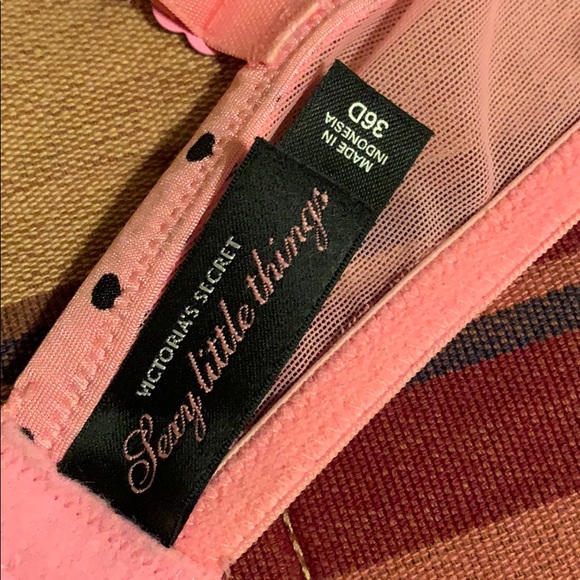 VICTORIA'S SECRET
Sexy little things
MADE IN
INDONESIA
36D